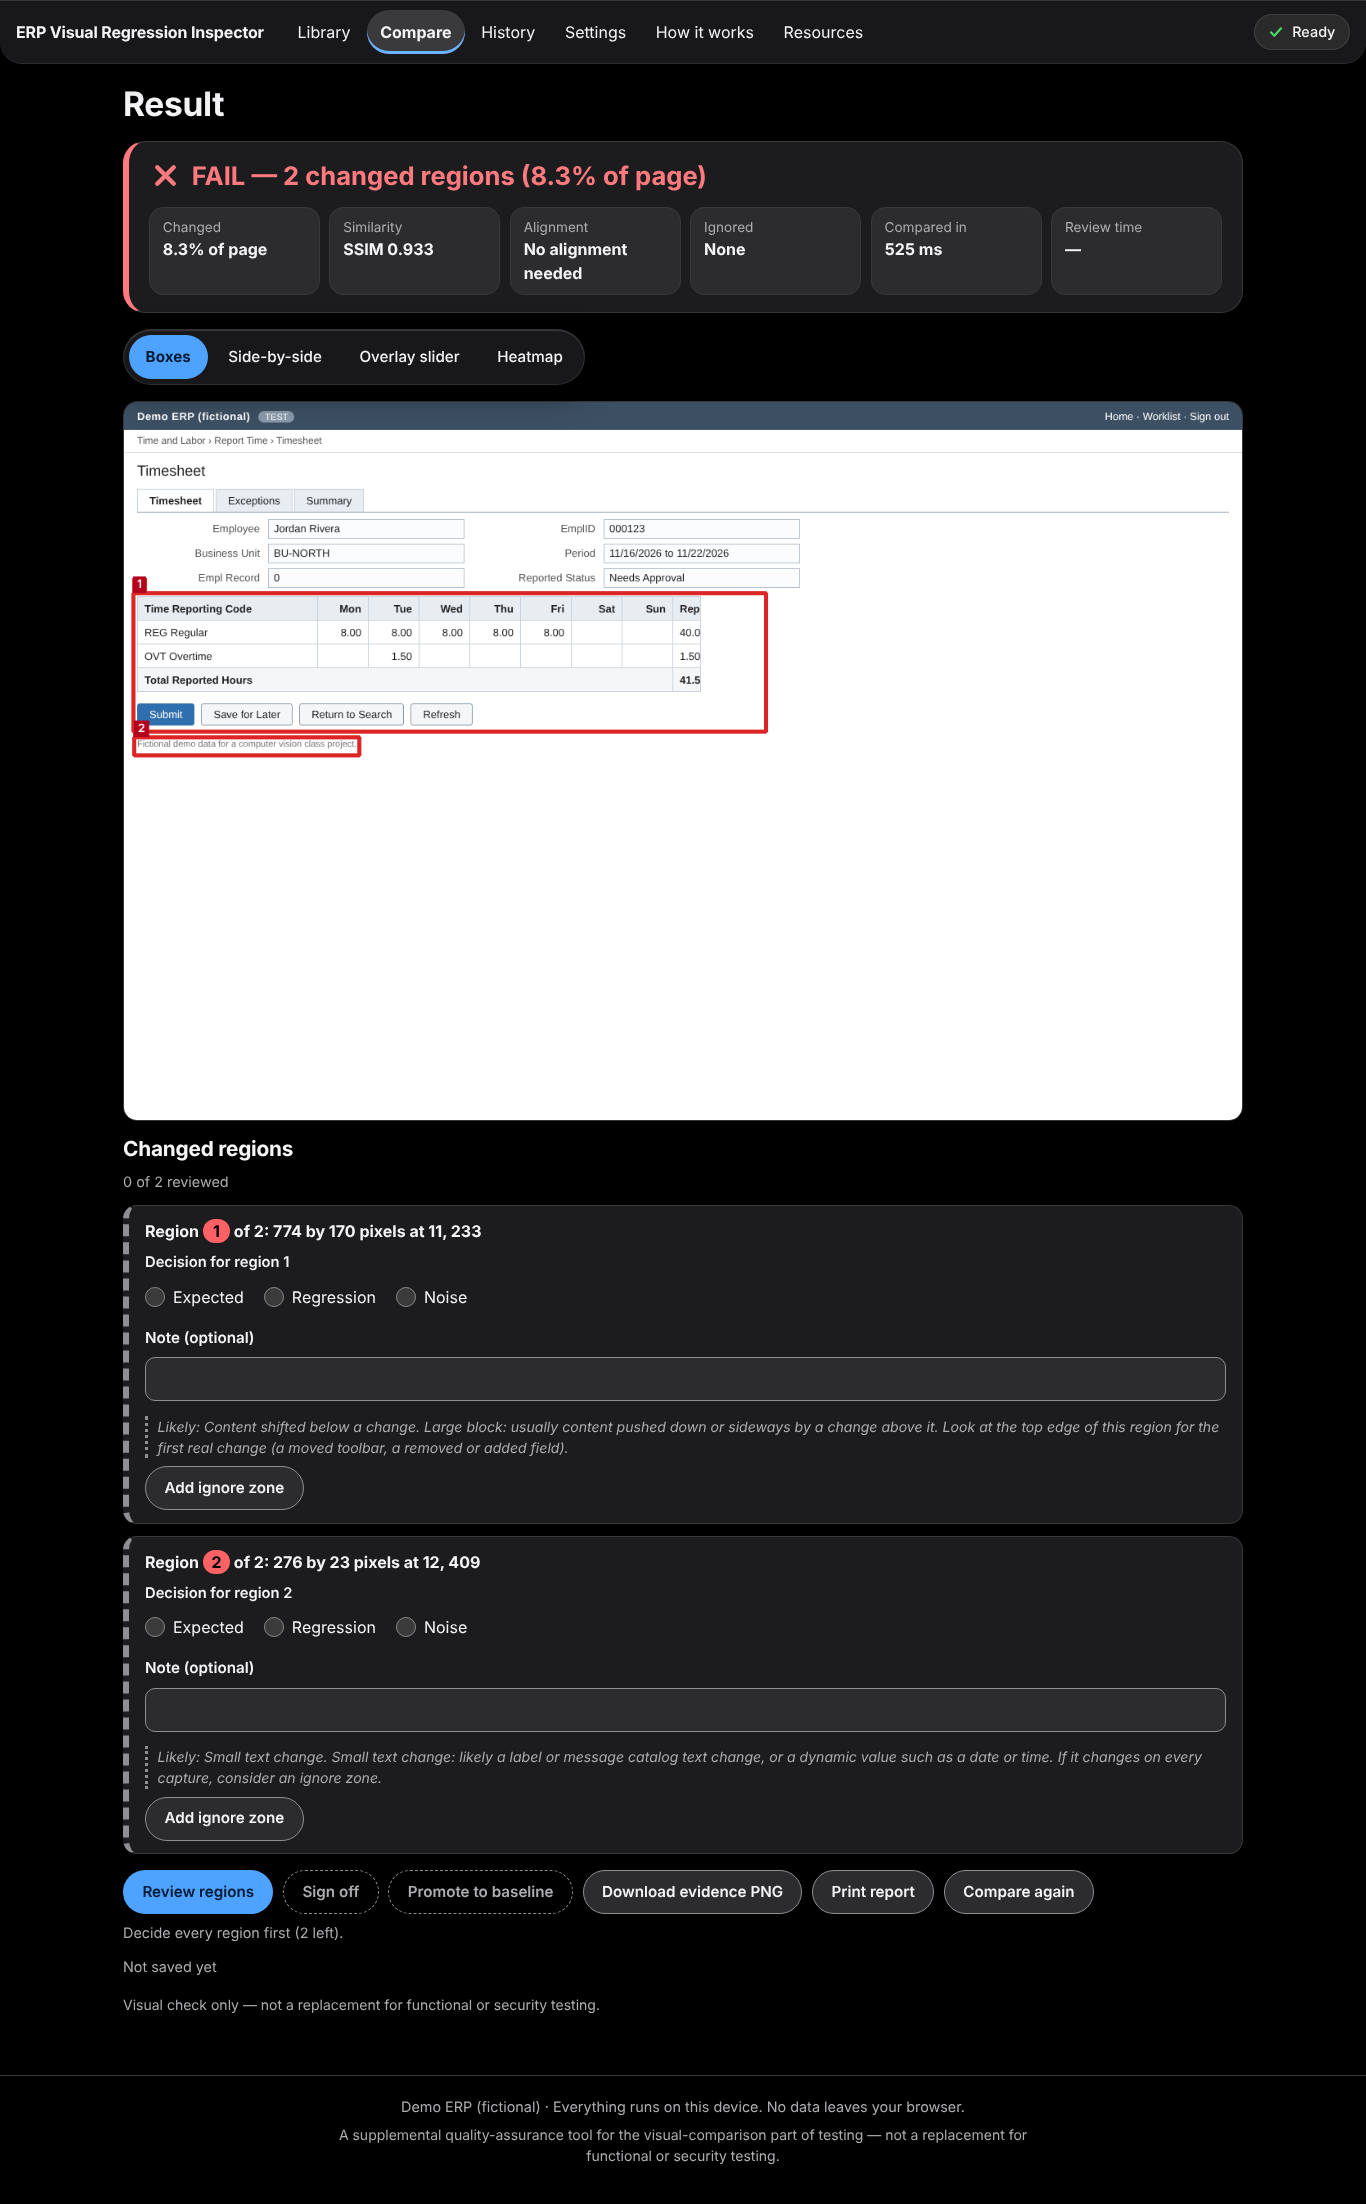 ERP Visual Regression Inspector Library Compare History Settings How it works Resources Ready
Result
FAIL — 2 changed regions (8.3% of page)
Changed Similarity Alignment Ignored Compared in Review time
8.3% of page SSIM 0.933 No alignment needed None 525 ms —
Boxes Side-by-side Overlay slider Heatmap
Demo ERP (fictional) TEST Home · Worklist · Sign out
Time and Labor › Report Time › Timesheet
Timesheet
Timesheet Exceptions Summary
Employee Jordan Rivera EmplID 000123
Business Unit BU-NORTH Period 11/16/2026 to 11/22/2026
Empl Record 0 Reported Status Needs Approval
1
Time Reporting Code Mon Tue Wed Thu Fri Sat Sun Rep
REG Regular 8.00 8.00 8.00 8.00 8.00 40.0
OVT Overtime 1.50 1.50
Total Reported Hours 41.5
Submit Save for Later Return to Search Refresh
2
Fictional demo data for a computer vision class project.
Changed regions
0 of 2 reviewed
Region 1 of 2: 774 by 170 pixels at 11, 233
Decision for region 1
Expected Regression Noise
Note (optional)
Likely: Content shifted below a change. Large block: usually content pushed down or sideways by a change above it. Look at the top edge of this region for the
first real change (a moved toolbar, a removed or added field).
Add ignore zone
Region 2 of 2: 276 by 23 pixels at 12, 409
Decision for region 2
Expected Regression Noise
Note (optional)
Likely: Small text change. Small text change: likely a label or message catalog text change, or a dynamic value such as a date or time. If it changes on every
capture, consider an ignore zone.
Add ignore zone
Review regions Sign off Promote to baseline Download evidence PNG Print report Compare again
Decide every region first (2 left).
Not saved yet
Visual check only — not a replacement for functional or security testing.
Demo ERP (fictional) · Everything runs on this device. No data leaves your browser.
A supplemental quality-assurance tool for the visual-comparison part of testing — not a replacement for
functional or security testing.